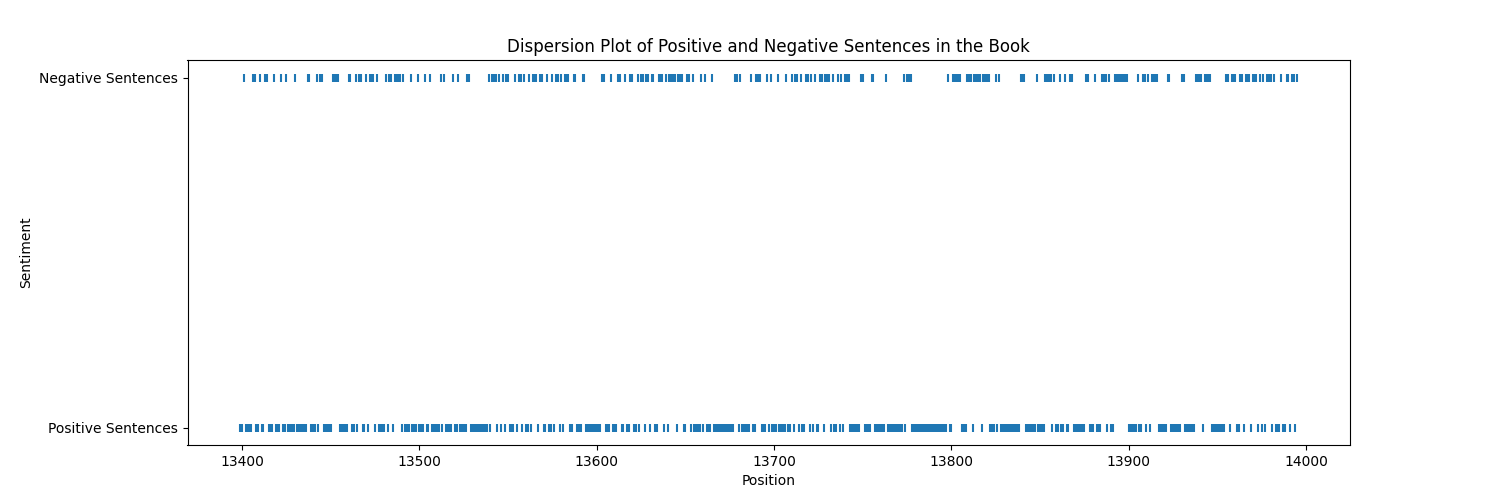 Dispersion Plot of Positive and Negative Sentences in the Book
Negative Sentences
Sentiment
Positive Sentences
13400 13500 13600 13700 13800 13900 14000
Position